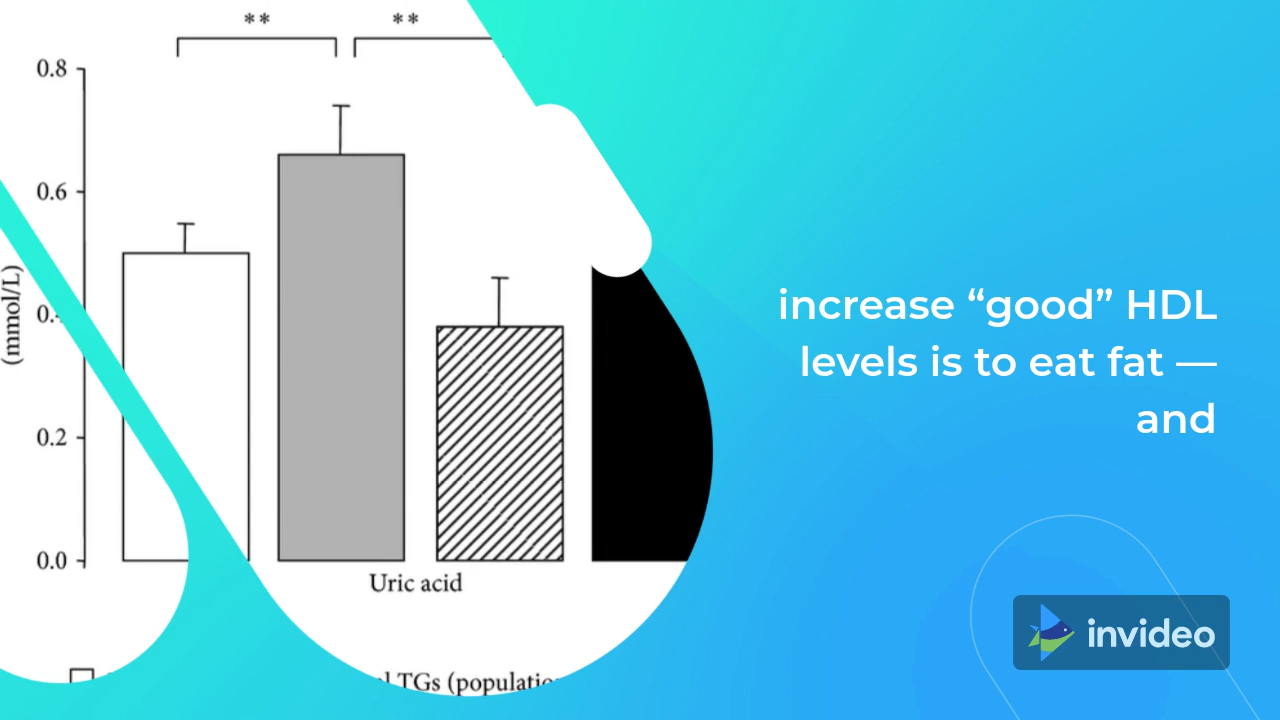 ** **
0.8
0.6
0.2
0.0
(mmol/L)
Uric acid
TGs
increase “good” HDL
levels is to eat fat —
and
invideo